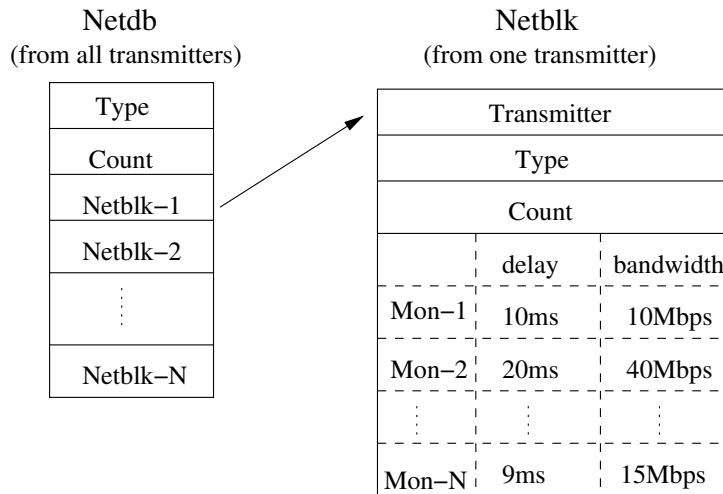 Netdb
(from all transmitters)
Type
Count
Netblk−1
Netblk−2
Netblk−N
Netblk
(from one transmitter)
Transmitter
Type
Count
delay bandwidth
Mon−1 10ms 10Mbps
Mon−2 20ms 40Mbps
Mon−N 9ms 15Mbps